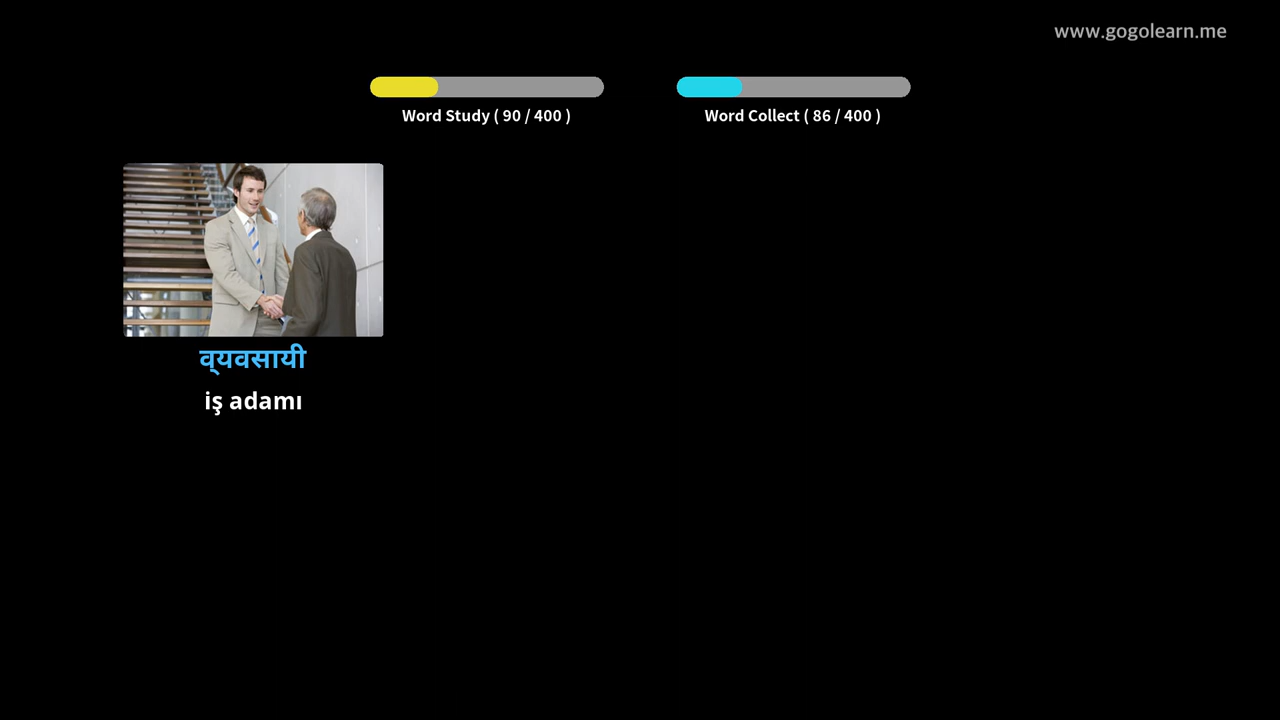 www.gogolearn.me
Word Study ( 90 / 400 )
Word Collect ( 86 / 400 )
व्यवसायी
iş adamı